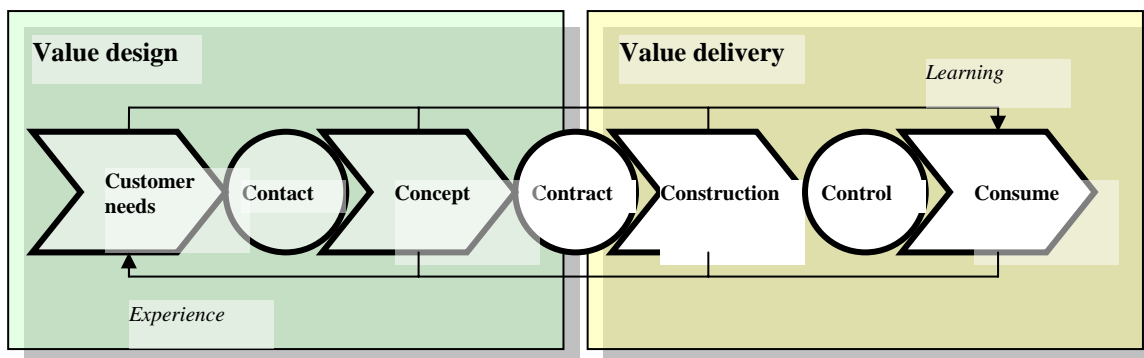 Value design
Value delivery
Learning
Customer
needs
Contact
Concept
Contract
Construction
Control
Consume
Experience